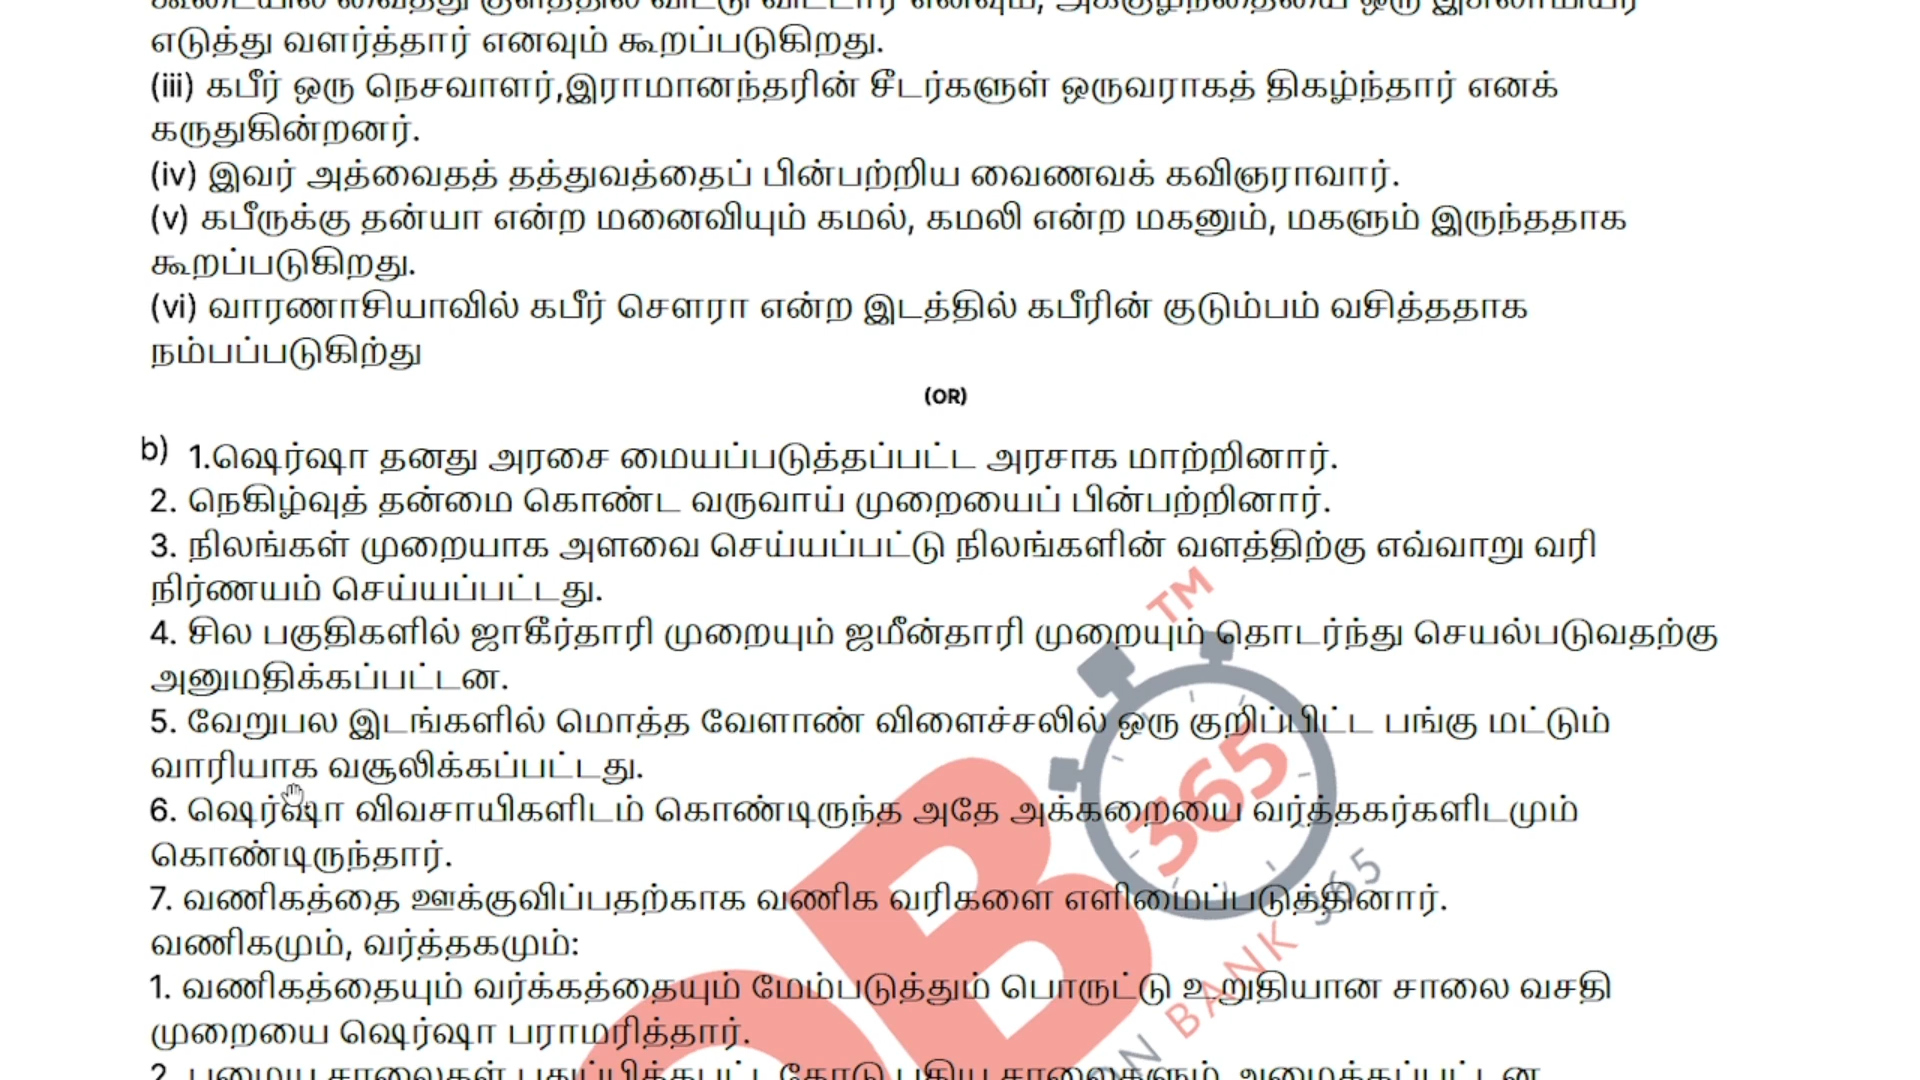 எடுத்து வளர்த்தார் எனவும் கூறப்படுகிறது.
(iii) கபீர் ஒரு நெசவாளர்,இராமானந்தரின் சீடர்களுள் ஒருவராகத் திகழ்ந்தார் எனக்
கருதுகின்றனர்.
(iv) இவர் அத்வைதத் தத்துவத்தைப் பின்பற்றிய வைணவக் கவிஞராவார்.
(v) கபீருக்கு தன்யா என்ற மனைவியும் கமல், கமலி என்ற மகனும், மகளும் இருந்ததாக
கூறப்படுகிறது.
(vi) வாரணாசியாவில் கபீர் சௌரா என்ற இடத்தில் கபீரின் குடும்பம் வசித்ததாக
நம்பப்படுகிற்து
(OR)
b) 1.ஷெர்ஷா தனது அரசை மையப்படுத்தப்பட்ட அரசாக மாற்றினார்.
2. நெகிழ்வுத் தன்மை கொண்ட வருவாய் முறையைப் பின்பற்றினார்.
3. நிலங்கள் முறையாக அளவை செய்யப்பட்டு நிலங்களின் வளத்திற்கு எவ்வாறு வரி
நிர்ணயம் செய்யப்பட்டது.
4. சில பகுதிகளில் ஜாகீர்தாரி முறையும் ஜமீன்தாரி முறையும் தொடர்ந்து செயல்படுவதற்கு
அனுமதிக்கப்பட்டன.
5. வேறுபல இடங்களில் மொத்த வேளாண் விளைச்சலில் ஒரு குறிப்பிட்ட பங்கு மட்டும்
வாரியாக வசூலிக்கப்பட்டது.
6. ஷெர்ஷா விவசாயிகளிடம் கொண்டிருந்த அதே அக்கறையை வர்த்தகர்களிடமும்
கொண்டிருந்தார்.
7. வணிகத்தை ஊக்குவிப்பதற்காக வணிக வரிகளை எளிமைப்படுத்தினார்.
வணிகமும், வர்த்தகமும்:
1. வணிகத்தையும் வர்க்கத்தையும் மேம்படுத்தும் பொருட்டு உறுதியான சாலை வசதி
முறையை ஷெர்ஷா பராமரித்தார்.
TM
365
BANK 365